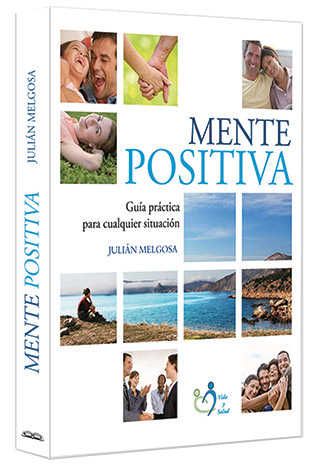 JULIÁN MELGOSA
MENTE POSITIVA
MENTE
POSITIVA
Guía práctica
para cualquier situación
JULIÁN MELGOSA
Vida
y
Salud